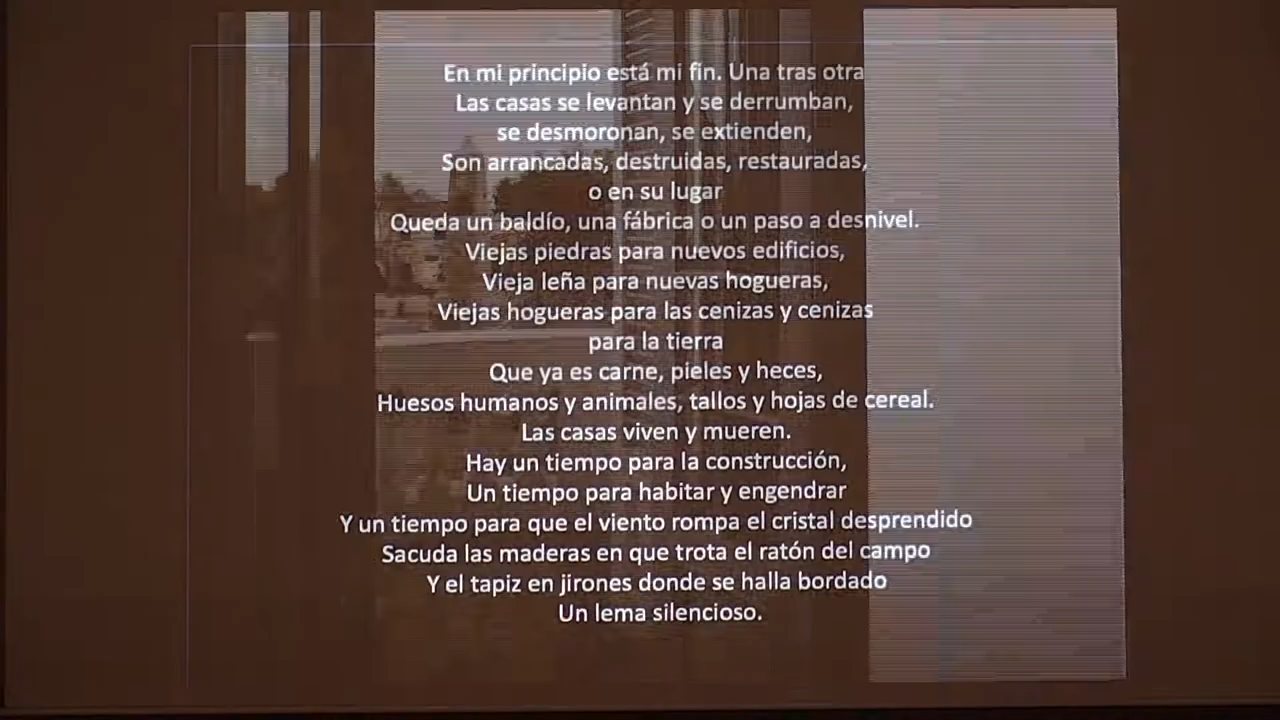 En mi principio está mi fin. Una tras otra
Las casas se levantan y se derrumban,
se desmoronan, se extienden,
Son arrancadas, destruidas, restauradas,
o en su lugar
Queda un baldío, una fábrica o un paso a desnivel.
Viejas piedras para nuevos edificios,
Vieja leña para nuevas hogueras,
Viejas hogueras para las cenizas y cenizas
para la tierra
Que ya es carne, pieles y heces,
Huesos humanos y animales, tallos y hojas de cereal.
Las casas viven y mueren.
Hay un tiempo para la construcción,
Un tiempo para habitar y engendrar
Y un tiempo para que el viento rompa el cristal desprendido
Sacuda las maderas en que trota el ratón del campo
Y el tapiz en jirones donde se halla bordado
Un lema silencioso.